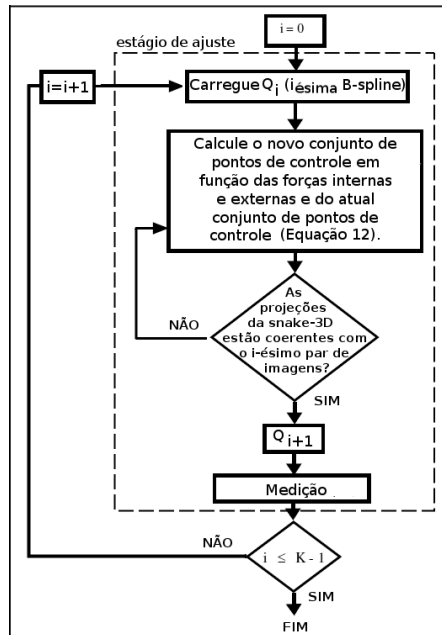 i = 0
estágio de ajuste
i=i+1
Carregue Q i (iésima B-spline)
Calcule o novo conjunto de
pontos de controle em
função das forças internas
e externas e do atual
conjunto de pontos de
controle (Equação 12).
As
projeções
da snake-3D
estão coerentes com
o i-ésimo par de
imagens?
NÃO
SIM
Q i+1
Medição
NÃO
i ≤ K - 1
SIM
FIM